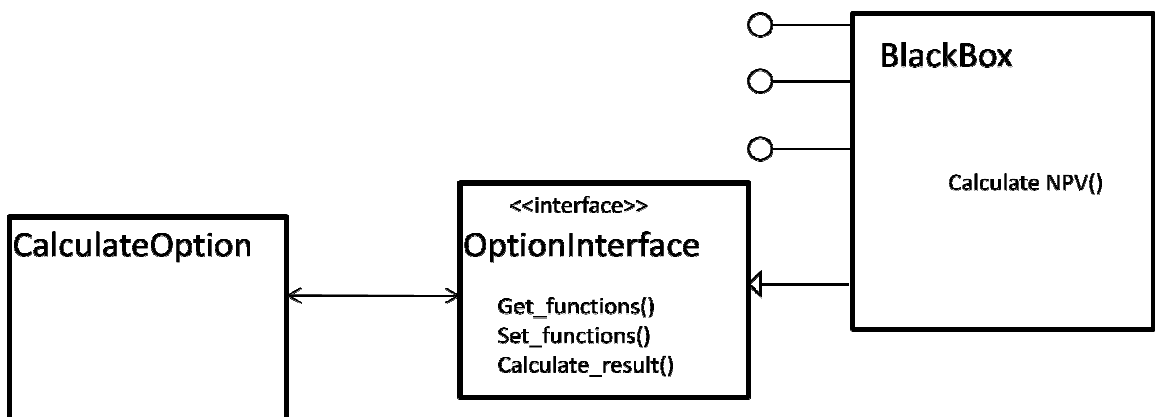 BlackBox
Calculate NPV()
<<interface>>
OptionInterface
Get_functions()
Set_functions()
Calculate_result()
CalculateOption